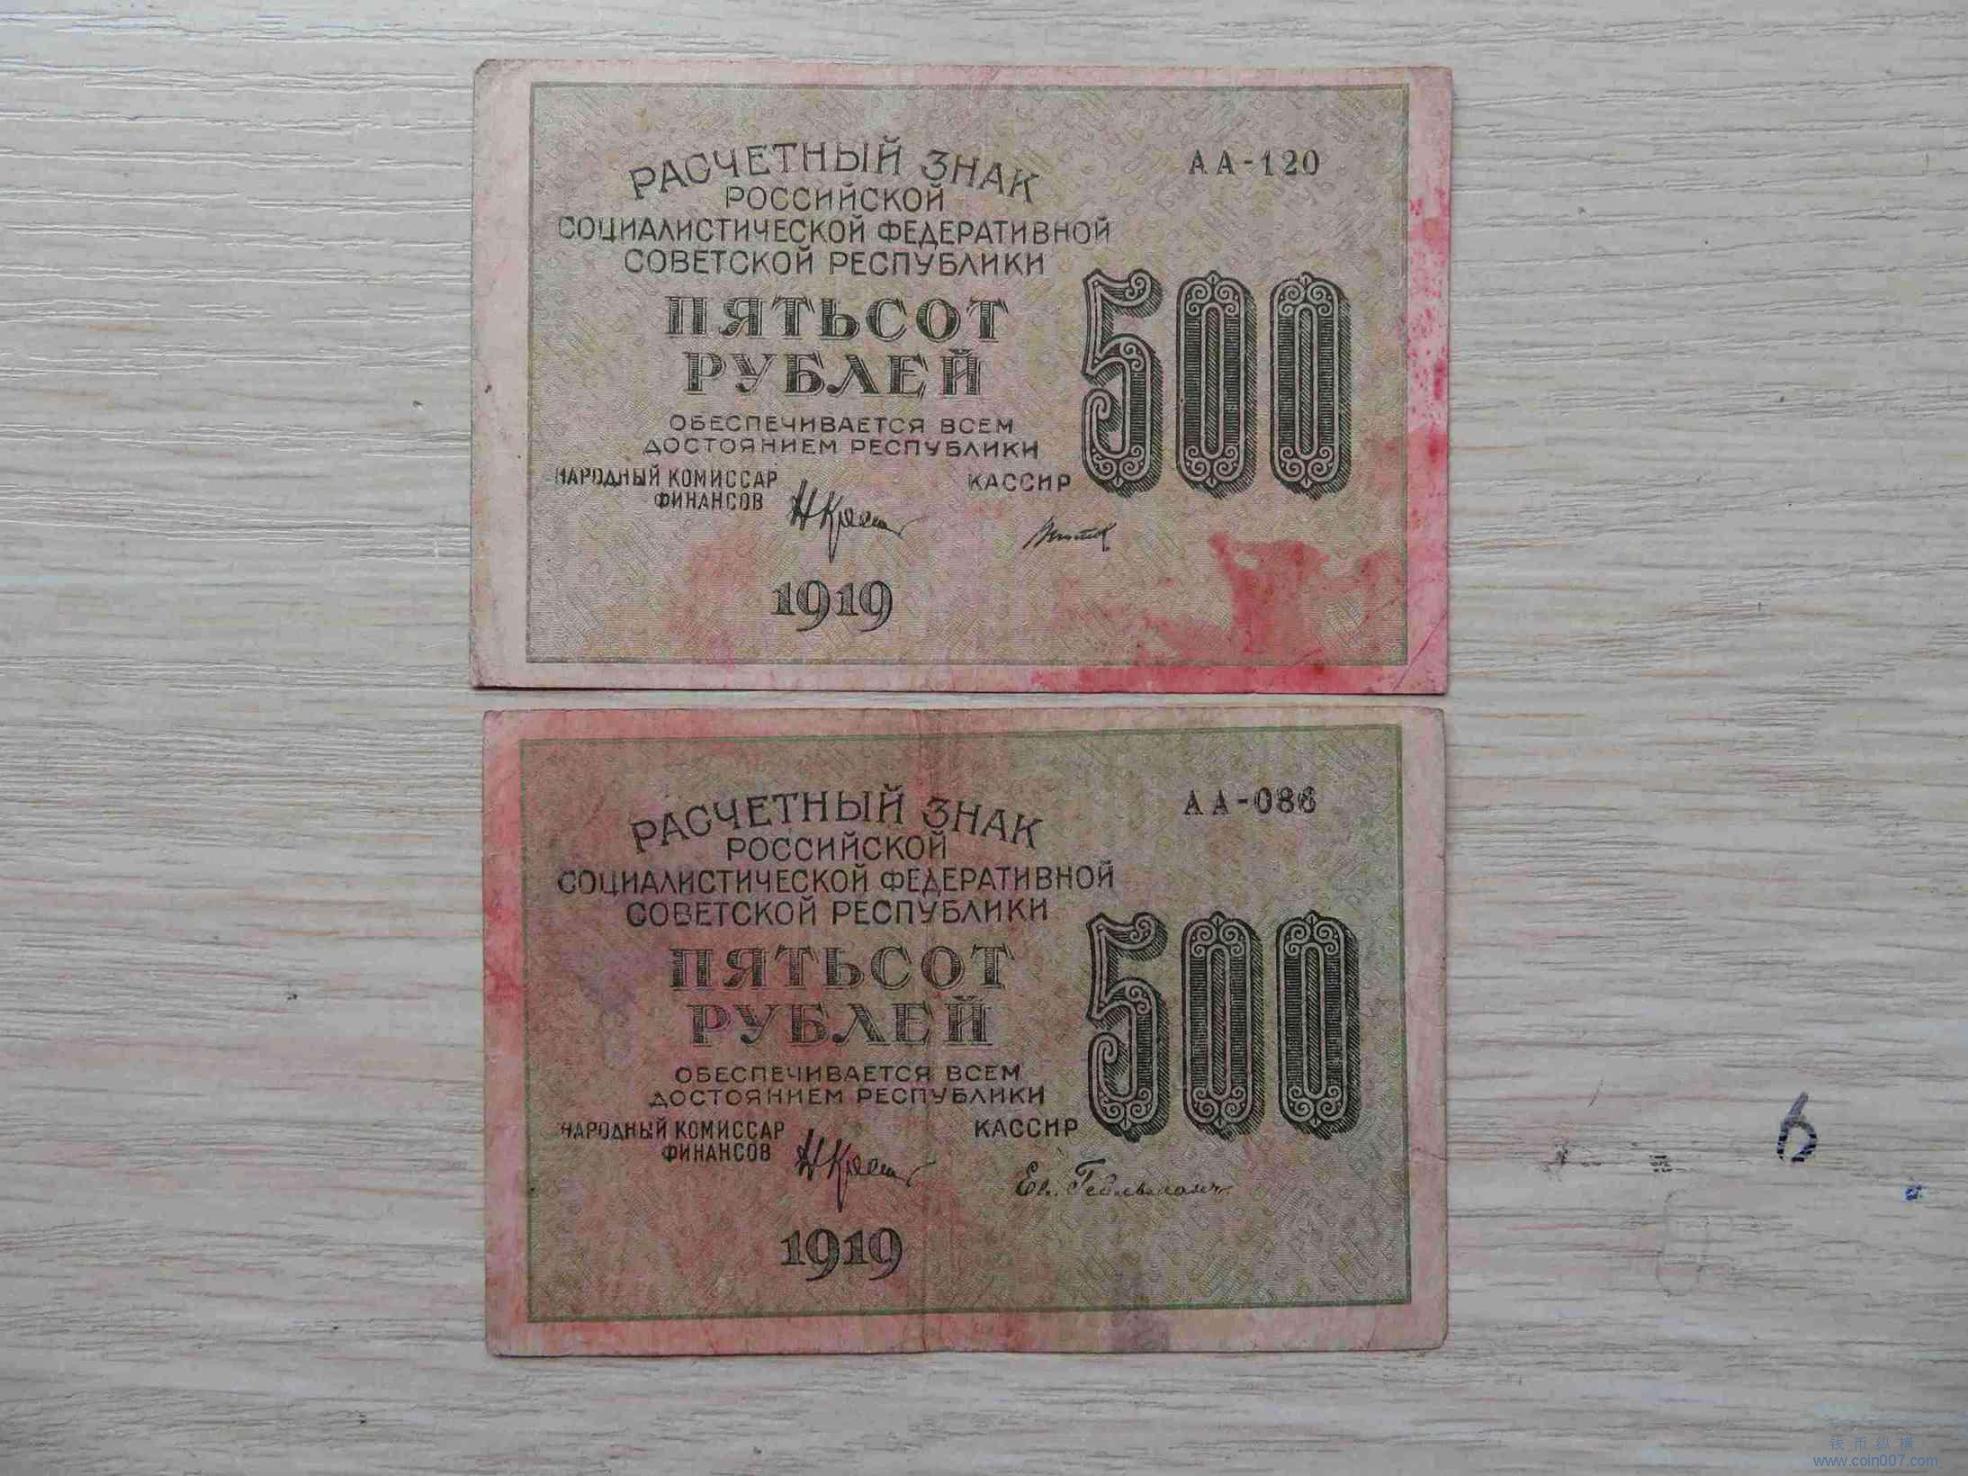 РАСЧЕТНЫЙ ЗНАК
АА-120
РОССИЙСКОЙ
СОЦИАЛИСТИЧЕСКОЙ ФЕДЕРАТИВНОЙ
СОВЕТСКОЙ РЕСПУБЛИКИ
ПЯТЬСОТ
РУБЛЕЙ
500
ОБЕСПЕЧИВАЕТСЯ ВСЕМ
ДОСТОЯНИЕМ РЕСПУБЛИКИ
НАРОДНЫЙ КОМИССАР
ФИНАНСОВ
КАССИР
1919
РАСЧЕТНЫЙ ЗНАК
АА-086
РОССИЙСКОЙ
СОЦИАЛИСТИЧЕСКОЙ ФЕДЕРАТИВНОЙ
СОВЕТСКОЙ РЕСПУБЛИКИ
ПЯТЬСОТ
РУБЛЕЙ
500
ОБЕСПЕЧИВАЕТСЯ ВСЕМ
ДОСТОЯНИЕМ РЕСПУБЛИКИ
НАРОДНЫЙ КОМИССАР
ФИНАНСОВ
КАССИР
Ев. Гейльман
1919
www.coin007.com